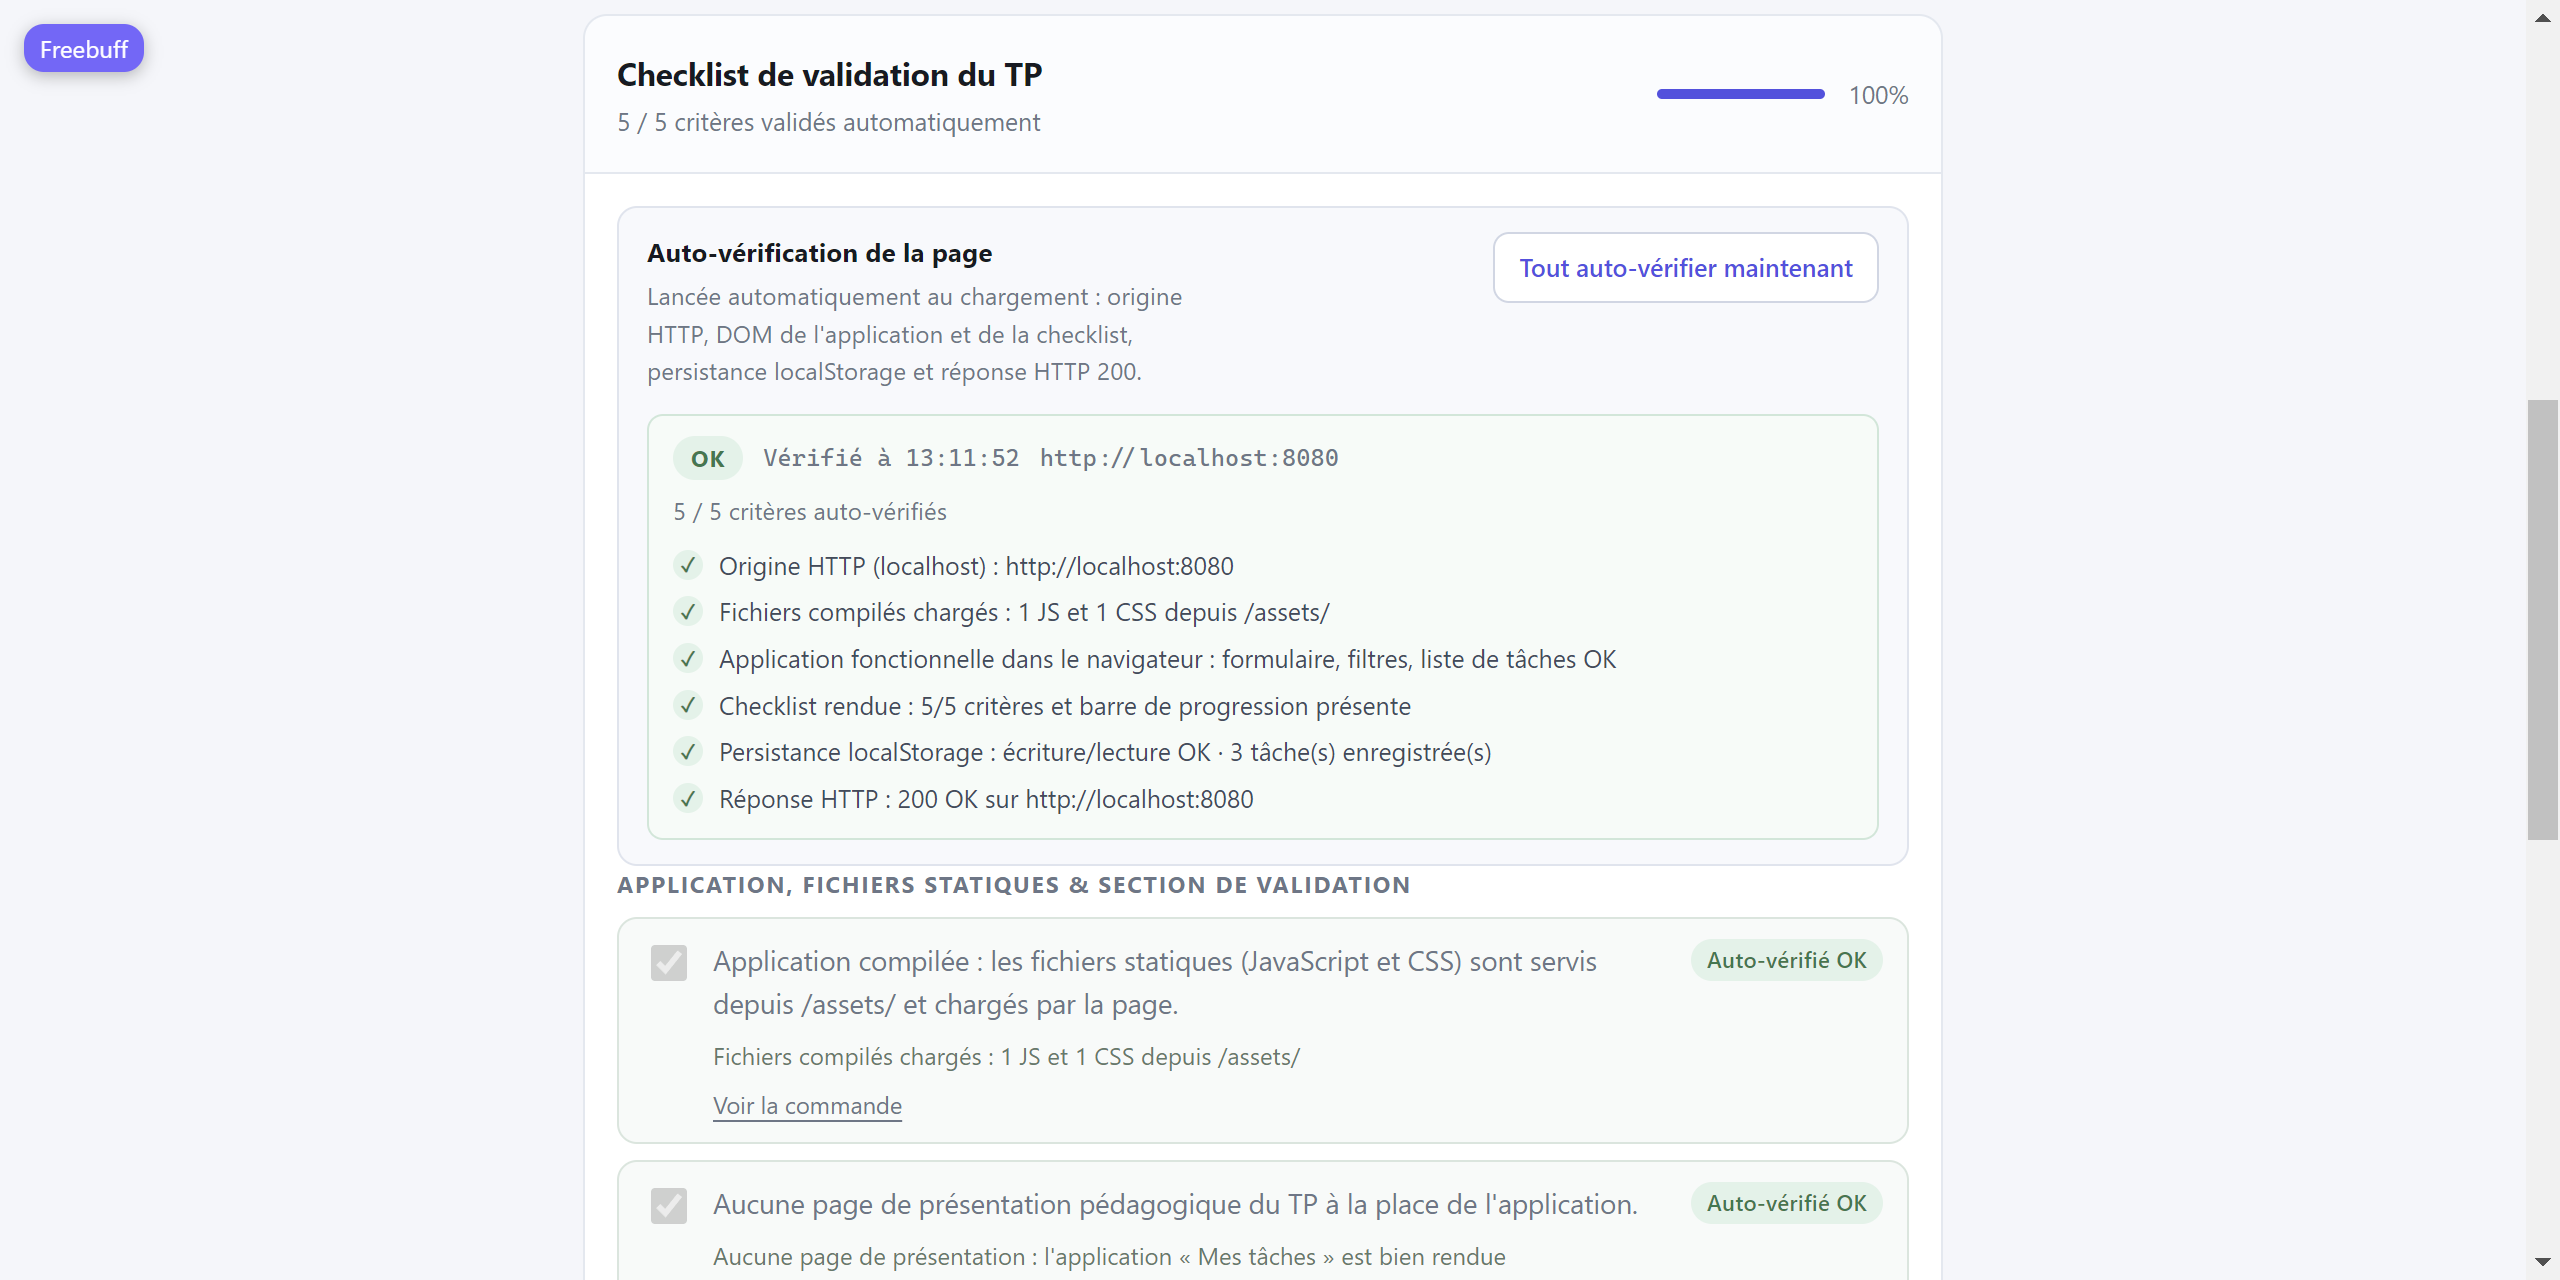 Freebuff
Checklist de validation du TP
5 / 5 critères validés automatiquement
100%
Auto-vérification de la page
Lancée automatiquement au chargement : origine
HTTP, DOM de l'application et de la checklist,
persistance localStorage et réponse HTTP 200.
Tout auto-vérifier maintenant
OK Vérifié à 13:11:52 http://localhost:8080
5 / 5 critères auto-vérifiés
✓ Origine HTTP (localhost) : http://localhost:8080
✓ Fichiers compilés chargés : 1 JS et 1 CSS depuis /assets/
✓ Application fonctionnelle dans le navigateur : formulaire, filtres, liste de tâches OK
✓ Checklist rendue : 5/5 critères et barre de progression présente
✓ Persistance localStorage : écriture/lecture OK · 3 tâche(s) enregistrée(s)
✓ Réponse HTTP : 200 OK sur http://localhost:8080
APPLICATION, FICHIERS STATIQUES & SECTION DE VALIDATION
Application compilée : les fichiers statiques (JavaScript et CSS) sont servis
depuis /assets/ et chargés par la page.
Auto-vérifié OK
Fichiers compilés chargés : 1 JS et 1 CSS depuis /assets/
Voir la commande
Aucune page de présentation pédagogique du TP à la place de l'application.
Auto-vérifié OK
Aucune page de présentation : l'application « Mes tâches » est bien rendue